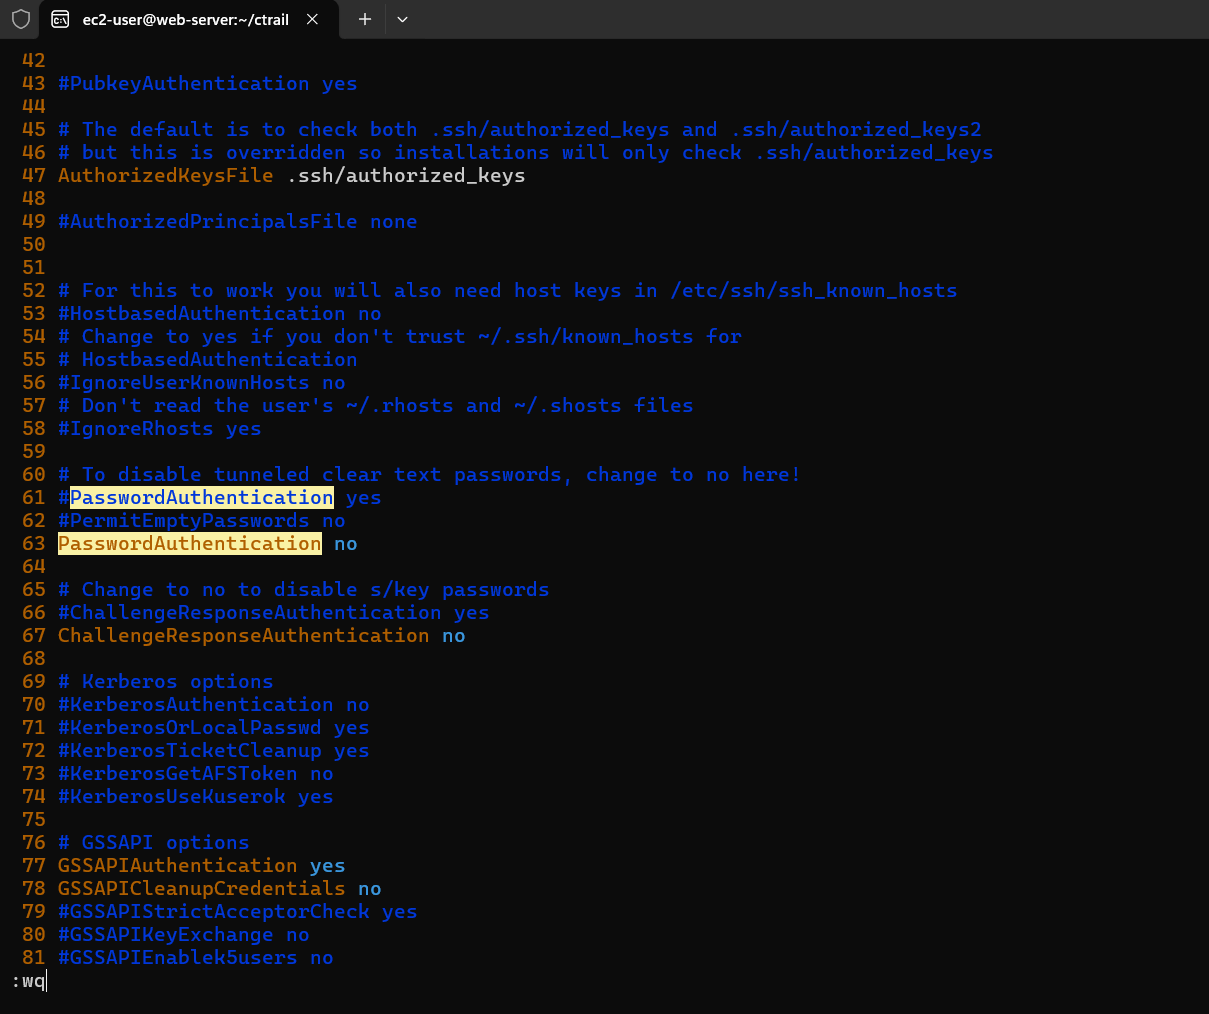 ec2-user@web-server:~/ctrail
42
43 #PubkeyAuthentication yes
44
45 # The default is to check both .ssh/authorized_keys and .ssh/authorized_keys2
46 # but this is overridden so installations will only check .ssh/authorized_keys
47 AuthorizedKeysFile .ssh/authorized_keys
48
49 #AuthorizedPrincipalsFile none
50
51
52 # For this to work you will also need host keys in /etc/ssh/ssh_known_hosts
53 #HostbasedAuthentication no
54 # Change to yes if you don't trust ~/.ssh/known_hosts for
55 # HostbasedAuthentication
56 #IgnoreUserKnownHosts no
57 # Don't read the user's ~/.rhosts and ~/.shosts files
58 #IgnoreRhosts yes
59
60 # To disable tunneled clear text passwords, change to no here!
61 #PasswordAuthentication yes
62 #PermitEmptyPasswords no
63 PasswordAuthentication no
64
65 # Change to no to disable s/key passwords
66 #ChallengeResponseAuthentication yes
67 ChallengeResponseAuthentication no
68
69 # Kerberos options
70 #KerberosAuthentication no
71 #KerberosOrLocalPasswd yes
72 #KerberosTicketCleanup yes
73 #KerberosGetAFSToken no
74 #KerberosUseKuserok yes
75
76 # GSSAPI options
77 GSSAPIAuthentication yes
78 GSSAPICleanupCredentials no
79 #GSSAPIStrictAcceptorCheck yes
80 #GSSAPIKeyExchange no
81 #GSSAPIEnablek5users no
:wq